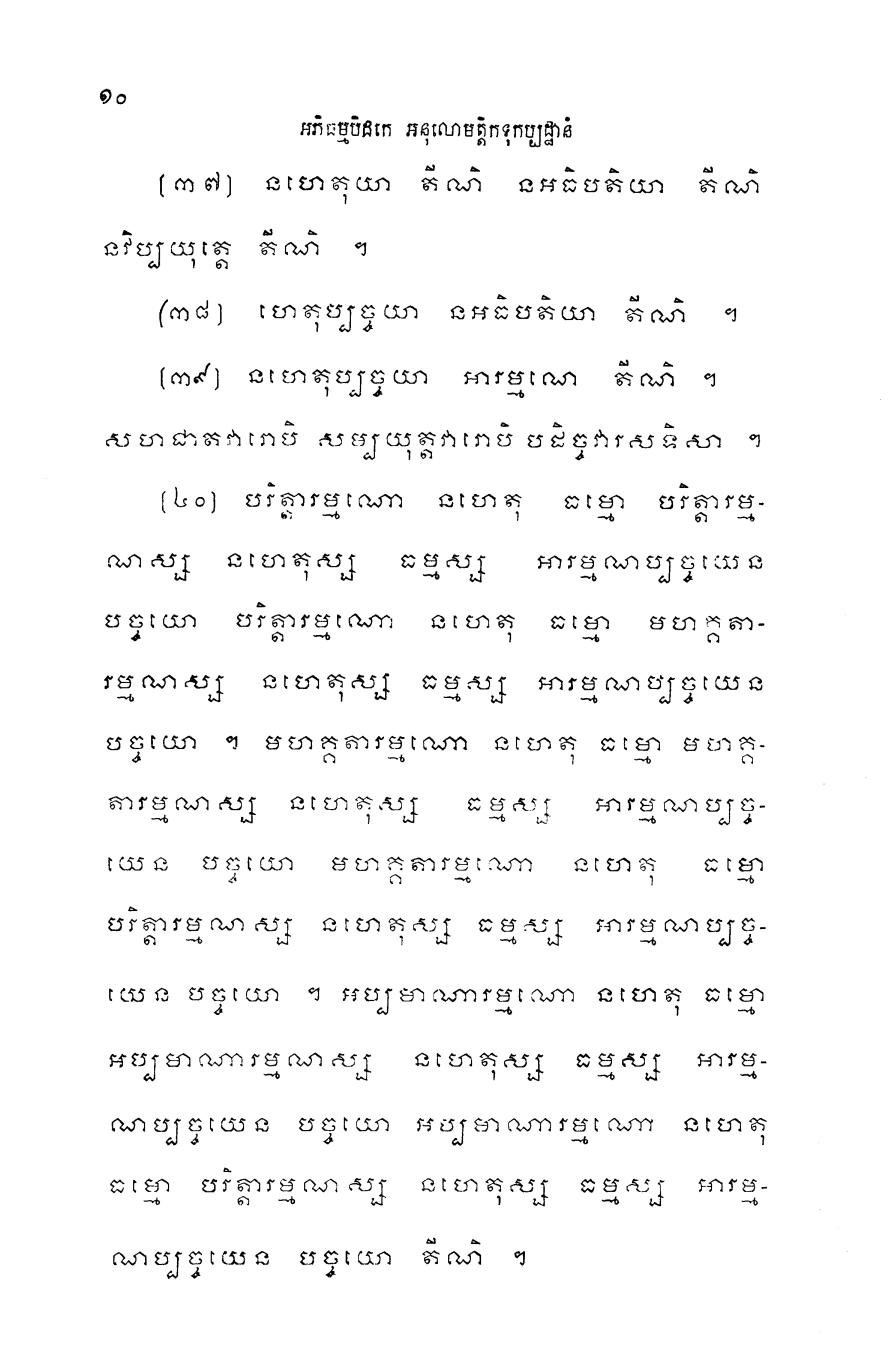 ១០
អភិធម្មបិដកេ អនុលោមត្តិកទុកប្បដ្ឋានំ
(៣៧) នហេតុយា តីណិ នអធិបតិយា តីណិ
នវិប្បយុត្តេ តីណិ ។
(៣៨) ហេតុប្បច្ចយា នអធិបតិយា តីណិ ។
(៣៩) នហេតុប្បច្ចយា អារម្មណេ តីណិ ។
សហជាតវារោបិ សម្បយុត្តវារោបិ បដិច្ចវារសទិសា ។
(៤០) បរិត្តារម្មណោ នហេតុ ធម្មោ បរិត្តារម្ម-
ណស្ស នហេតុស្ស ធម្មស្ស អារម្មណប្បច្ចយេន
បច្ចយោ បរិត្តារម្មណោ នហេតុ ធម្មោ មហគ្គតា-
រម្មណស្ស នហេតុស្ស ធម្មស្ស អារម្មណប្បច្ចយេន
បច្ចយោ ។ មហគ្គតារម្មណោ នហេតុ ធម្មោ មហគ្គ-
តារម្មណស្ស នហេតុស្ស ធម្មស្ស អារម្មណប្បច្ច-
យេន បច្ចយោ មហគ្គតារម្មណោ នហេតុ ធម្មោ
បរិត្តារម្មណស្ស នហេតុស្ស ធម្មស្ស អារម្មណប្បច្ច-
យេន បច្ចយោ ។ អប្បមាណារម្មណោ នហេតុ ធម្មោ
អប្បមាណារម្មណស្ស នហេតុស្ស ធម្មស្ស អារម្ម-
ណប្បច្ចយេន បច្ចយោ អប្បមាណារម្មណោ នហេតុ
ធម្មោ បរិត្តារម្មណស្ស នហេតុស្ស ធម្មស្ស អារម្ម-
ណប្បច្ចយេន បច្ចយោ តីណិ ។